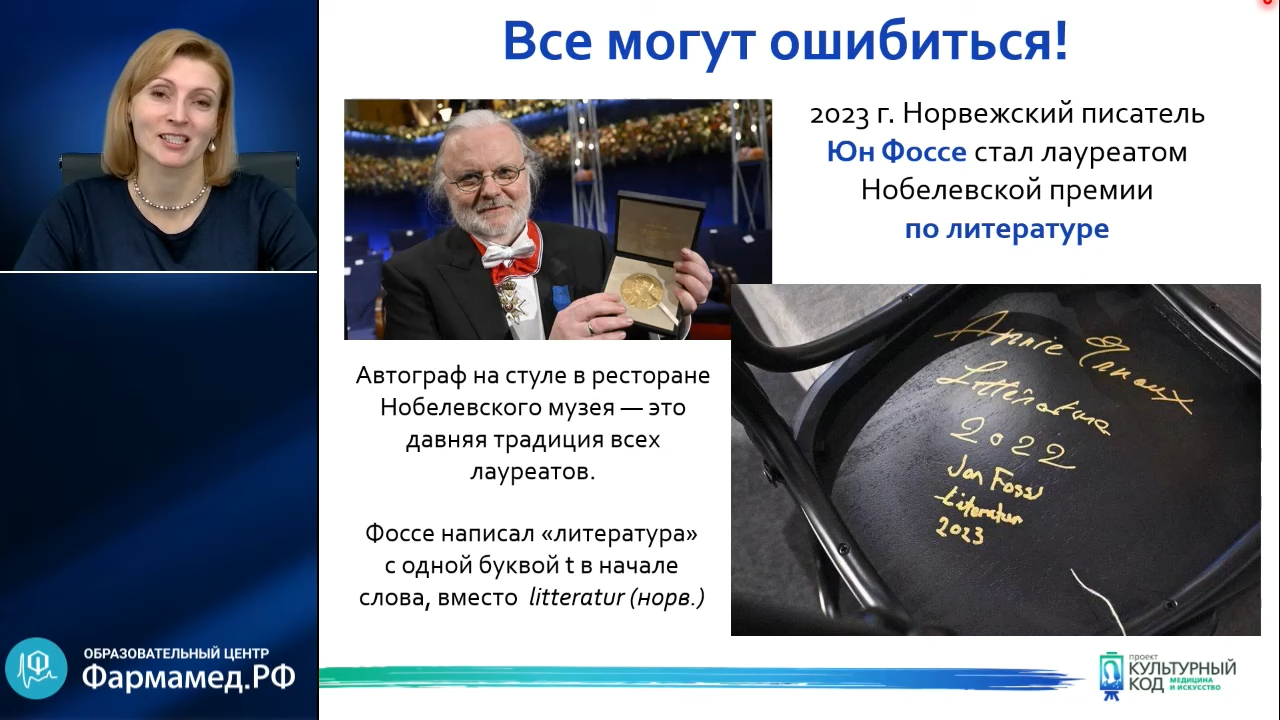 Все могут ошибиться!
2023 г. Норвежский писатель
Юн Фоссе стал лауреатом
Нобелевской премии
по литературе
Автограф на стуле в ресторане
Нобелевского музея — это
давняя традиция всех
лауреатов.
Фоссе написал «литература»
с одной буквой t в начале
слова, вместо litteratur (норв.)
Annie Ernaux
Littérature
2022
Jon Fosse
Literatur
2023
ОБРАЗОВАТЕЛЬНЫЙ ЦЕНТР
Фармамед.РФ
проект
КУЛЬТУРНЫЙ
КОД МЕДИЦИНА
И ИСКУССТВО